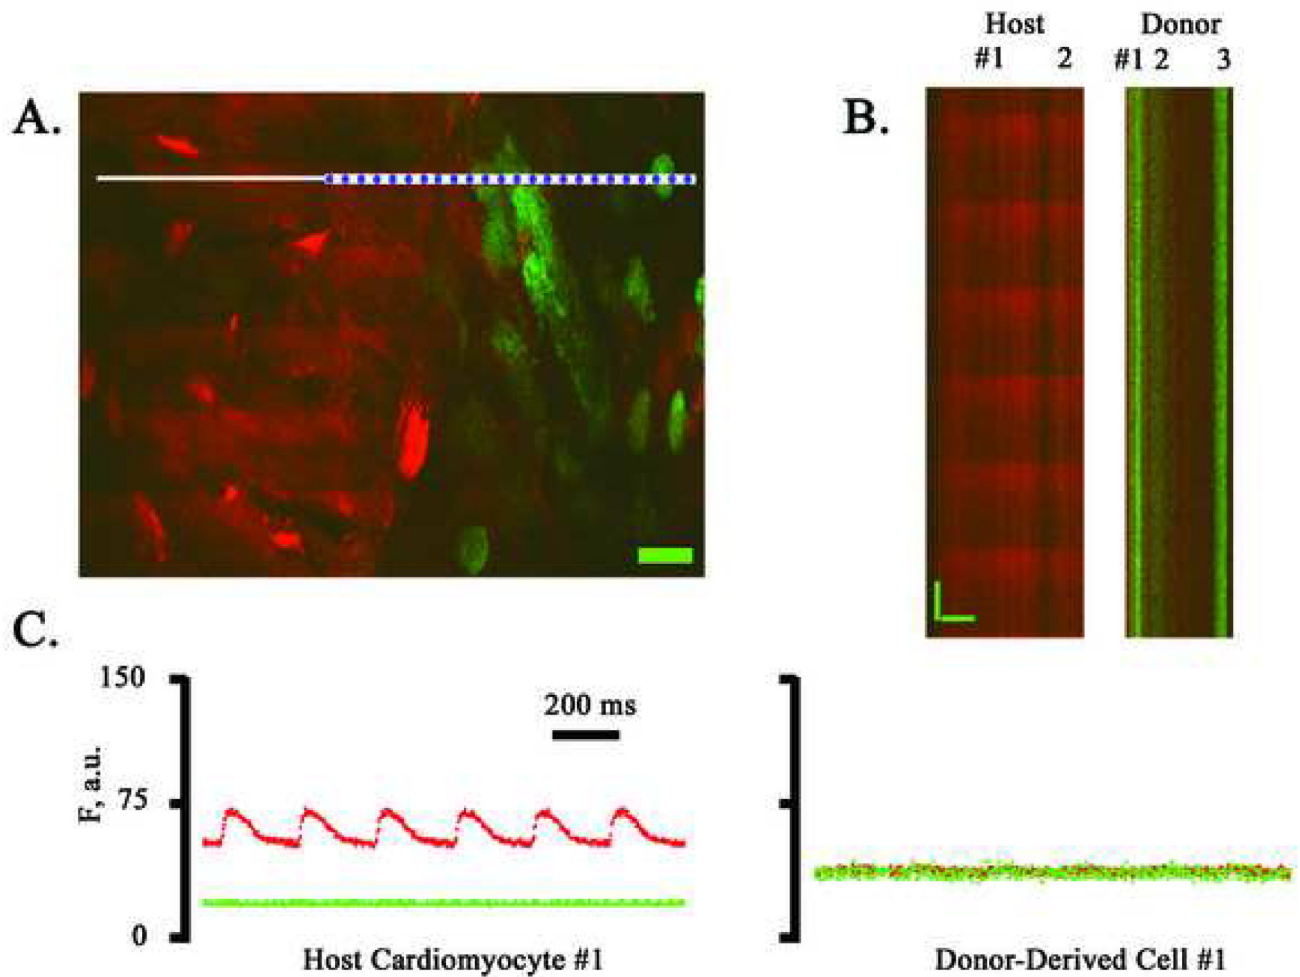 Host Donor
#1 2 #1 2 3
A.
B.
C.
150
200 ms
F, a.u.
75
0
Host Cardiomyocyte #1 Donor-Derived Cell #1